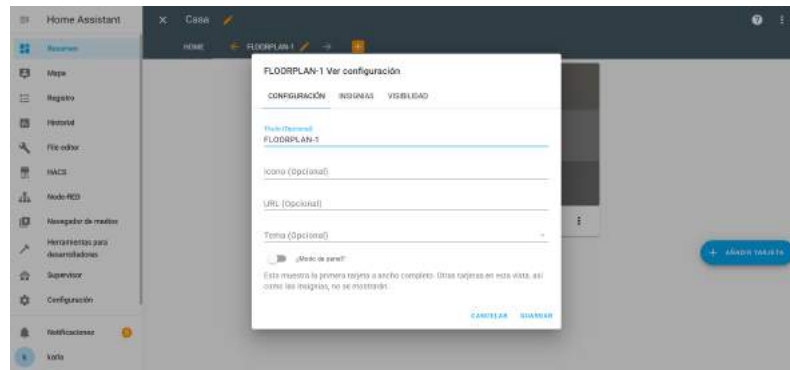 Home Assistant
Casa
Resumen
HOME
FLOORPLAN-1
Mapa
Registro
Historial
File editor
HACS
Node-RED
Navegador de medios
Herramientas para
desarrolladores
Supervisor
Configuración
Notificaciones
karla
FLOORPLAN-1 Ver configuración
CONFIGURACIÓN INSIGNIAS VISIBILIDAD
Título (Opcional)
FLOORPLAN-1
Icono (Opcional)
URL (Opcional)
Tema (Opcional)
¿Modo de panel?
Esto muestra la primera tarjeta a ancho completo. Otras tarjetas en esta vista, así
como las insignias, no se mostrarán.
CANCELAR GUARDAR
+ AÑADIR TARJETA